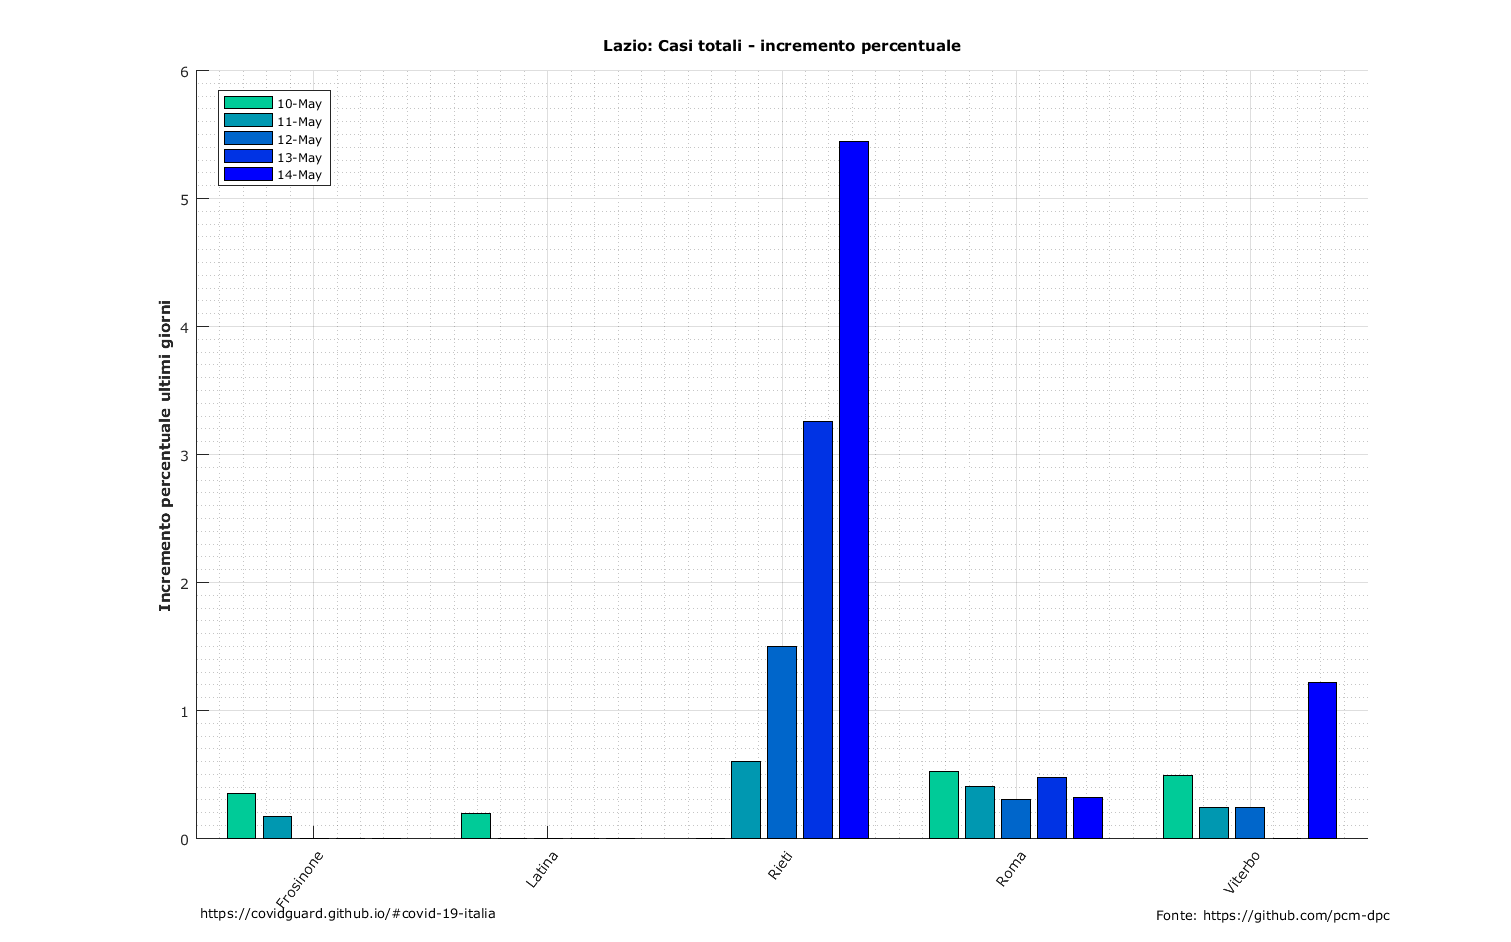 Lazio: Casi totali - incremento percentuale
6
5
4
3
2
1
0
Incremento percentuale ultimi giorni
10-May
11-May
12-May
13-May
14-May
Frosinone
Latina
Rieti
Roma
Viterbo
https://covidguard.github.io/#covid-19-italia
Fonte: https://github.com/pcm-dpc